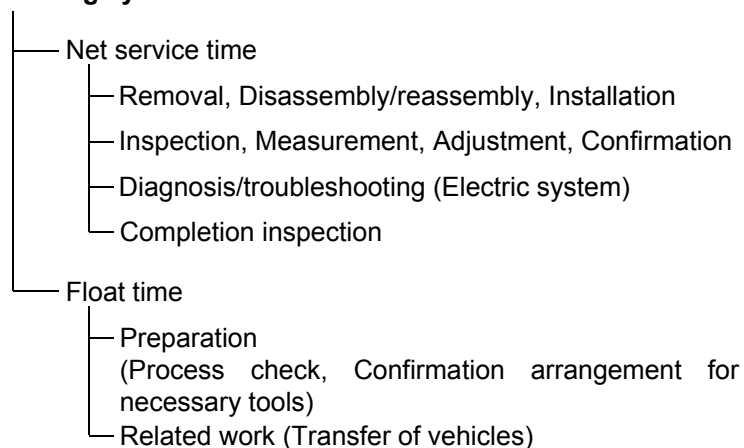 Net service time
Removal, Disassembly/reassembly, Installation
Inspection, Measurement, Adjustment, Confirmation
Diagnosis/troubleshooting (Electric system)
Completion inspection
Float time
Preparation
(Process check, Confirmation arrangement for
necessary tools)
Related work (Transfer of vehicles)